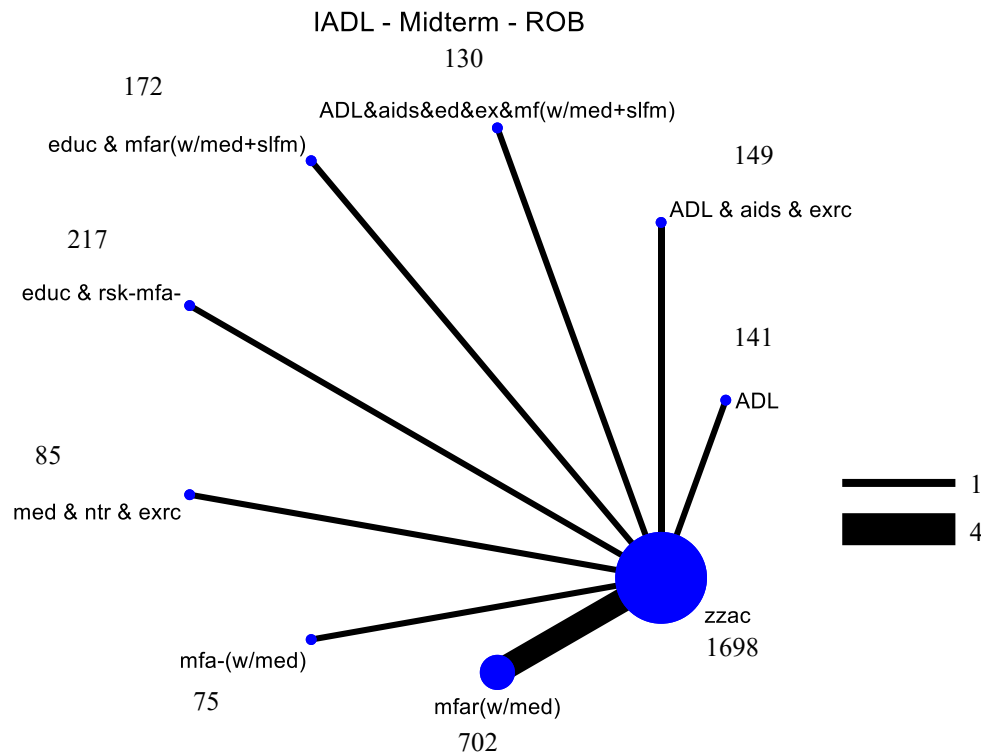 IADL - Midterm - ROB
130
172
ADL&aids&ed&ex&mf(w/med+slfm)
educ & mfar(w/med+slfm)
149
ADL & aids & exrc
217
educ & rsk-mfa-
141
ADL
85
med & ntr & exrc
1
4
zzac
1698
mfa-(w/med)
75
mfar(w/med)
702